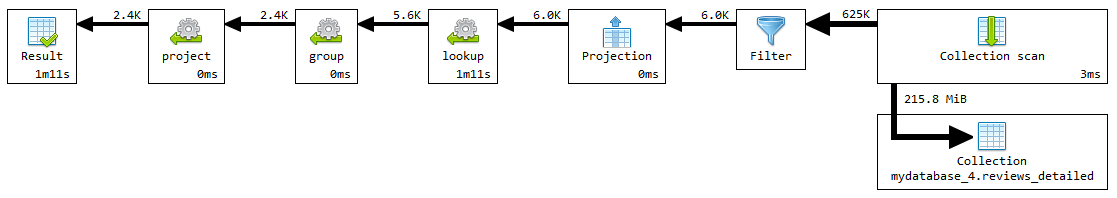 2.4K
2.4K
5.6K
6.0K
6.0K
625K
Result
1m11s
project
0ms
group
0ms
lookup
1m11s
Projection
0ms
Filter
Collection scan
3ms
215.8 MiB
Collection
mydatabase_4.reviews_detailed